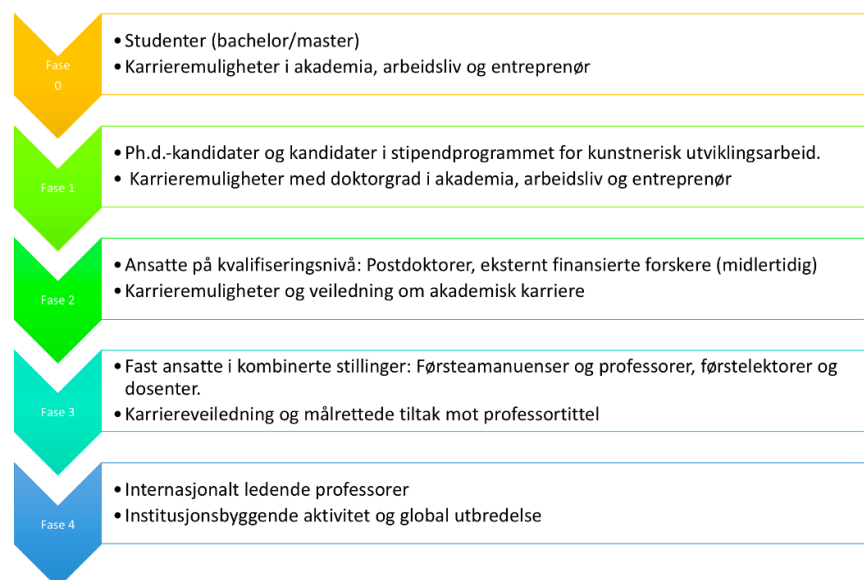 Fase
0
• Studenter (bachelor/master)
• Karrieremuligheter i akademia, arbeidsliv og entreprenør
Fase 1
• Ph.d.-kandidater og kandidater i stipendprogrammet for kunstnerisk utviklingsarbeid.
• Karrieremuligheter med doktorgrad i akademia, arbeidsliv og entreprenør
Fase 2
• Ansatte på kvalifiseringsnivå: Postdoktorer, eksternt finansierte forskere (midlertidig)
• Karrieremuligheter og veiledning om akademisk karriere
Fase 3
• Fast ansatte i kombinerte stillinger: Førsteamanuenser og professorer, førstelektorer og
dosenter.
• Karriereveiledning og målrettede tiltak mot professortittel
Fase 4
• Internasjonalt ledende professorer
• Institusjonsbyggende aktivitet og global utbredelse